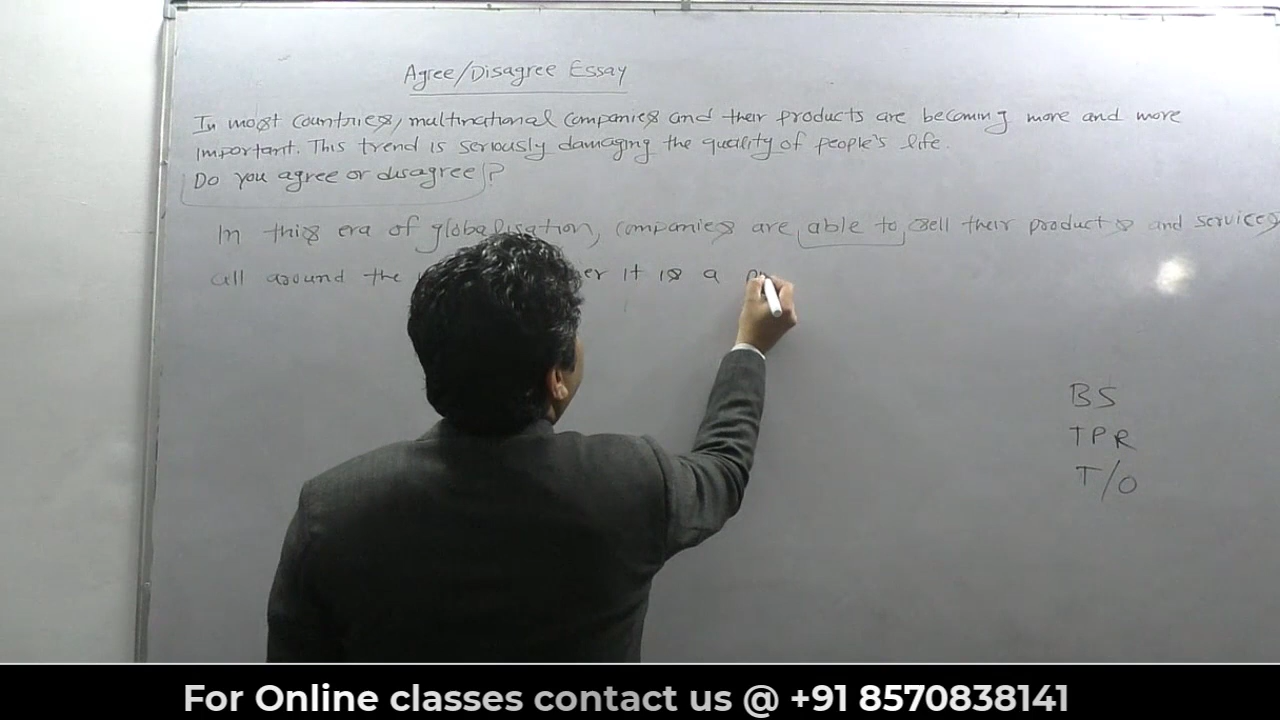 Agree/Disagree Essay
In most countries, multinational companies and their products are becoming more and more
important. This trend is seriously damaging the quality of people's life.
Do you agree or disagree?
In this era of globalisation, companies are able to sell their products and services
all around the it is a
BS
TPR
T/O
For Online classes contact us @ +91 8570838141